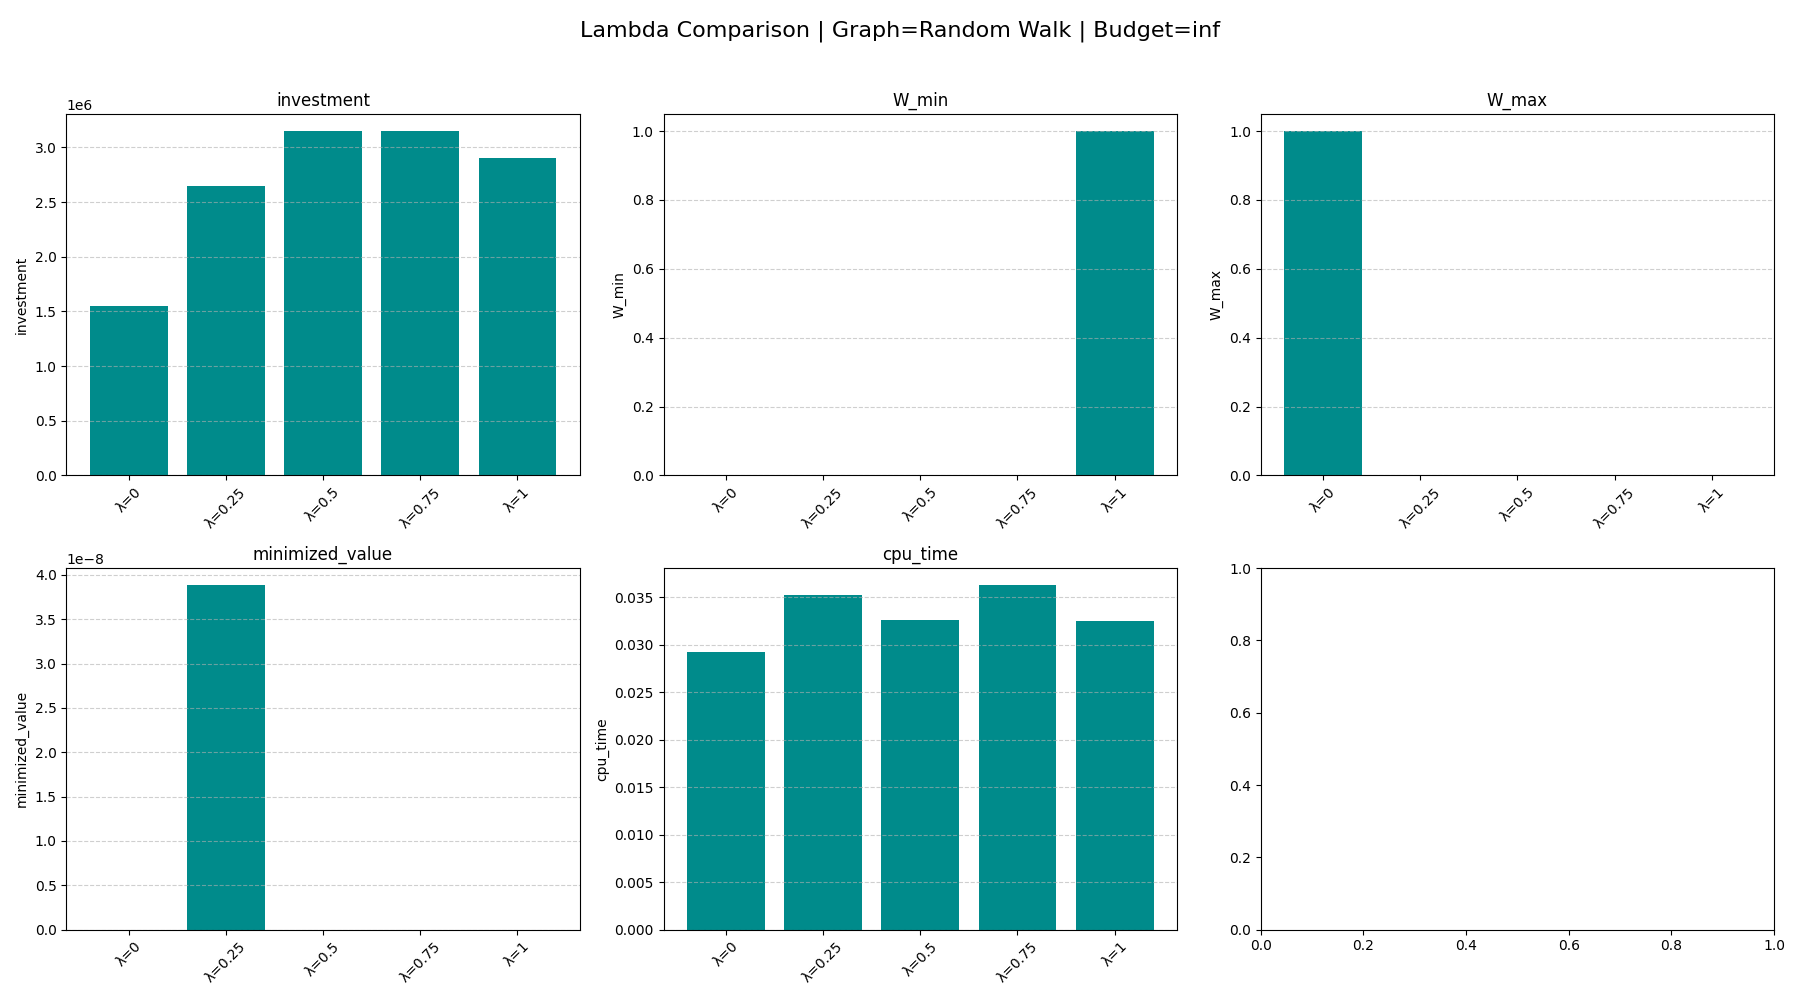 Lambda Comparison | Graph=Random Walk | Budget=inf
investment
1e6
investment
3.0
2.5
2.0
1.5
1.0
0.5
0.0
λ=0
λ=0.25
λ=0.5
λ=0.75
λ=1
W_min
W_min
1.0
0.8
0.6
0.4
0.2
0.0
λ=0
λ=0.25
λ=0.5
λ=0.75
λ=1
W_max
W_max
1.0
0.8
0.6
0.4
0.2
0.0
λ=0
λ=0.25
λ=0.5
λ=0.75
λ=1
minimized_value
1e−8
minimized_value
4.0
3.5
3.0
2.5
2.0
1.5
1.0
0.5
0.0
λ=0
λ=0.25
λ=0.5
λ=0.75
λ=1
cpu_time
cpu_time
0.035
0.030
0.025
0.020
0.015
0.010
0.005
0.000
λ=0
λ=0.25
λ=0.5
λ=0.75
λ=1
1.0
0.8
0.6
0.4
0.2
0.0
0.0 0.2 0.4 0.6 0.8 1.0